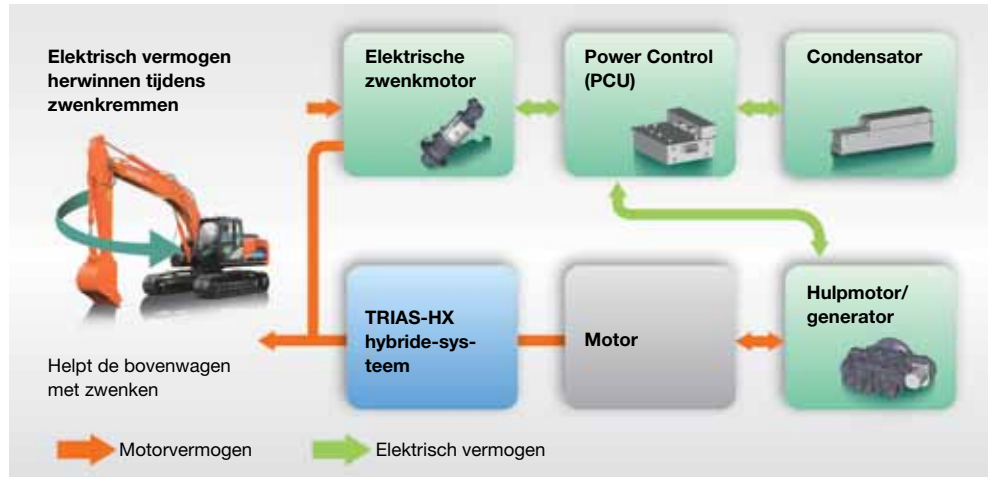 Elektrisch vermogen
herwinnen tijdens
zwenkremmen
Elektrische
zwenkmotor
Power Control
(PCU)
Condensator
Helpt de bovenwagen
met zwenken
TRIAS-HX
hybride-sys-
teem
Motor
Hulpmotor/
generator
Motorvermogen
Elektrisch vermogen